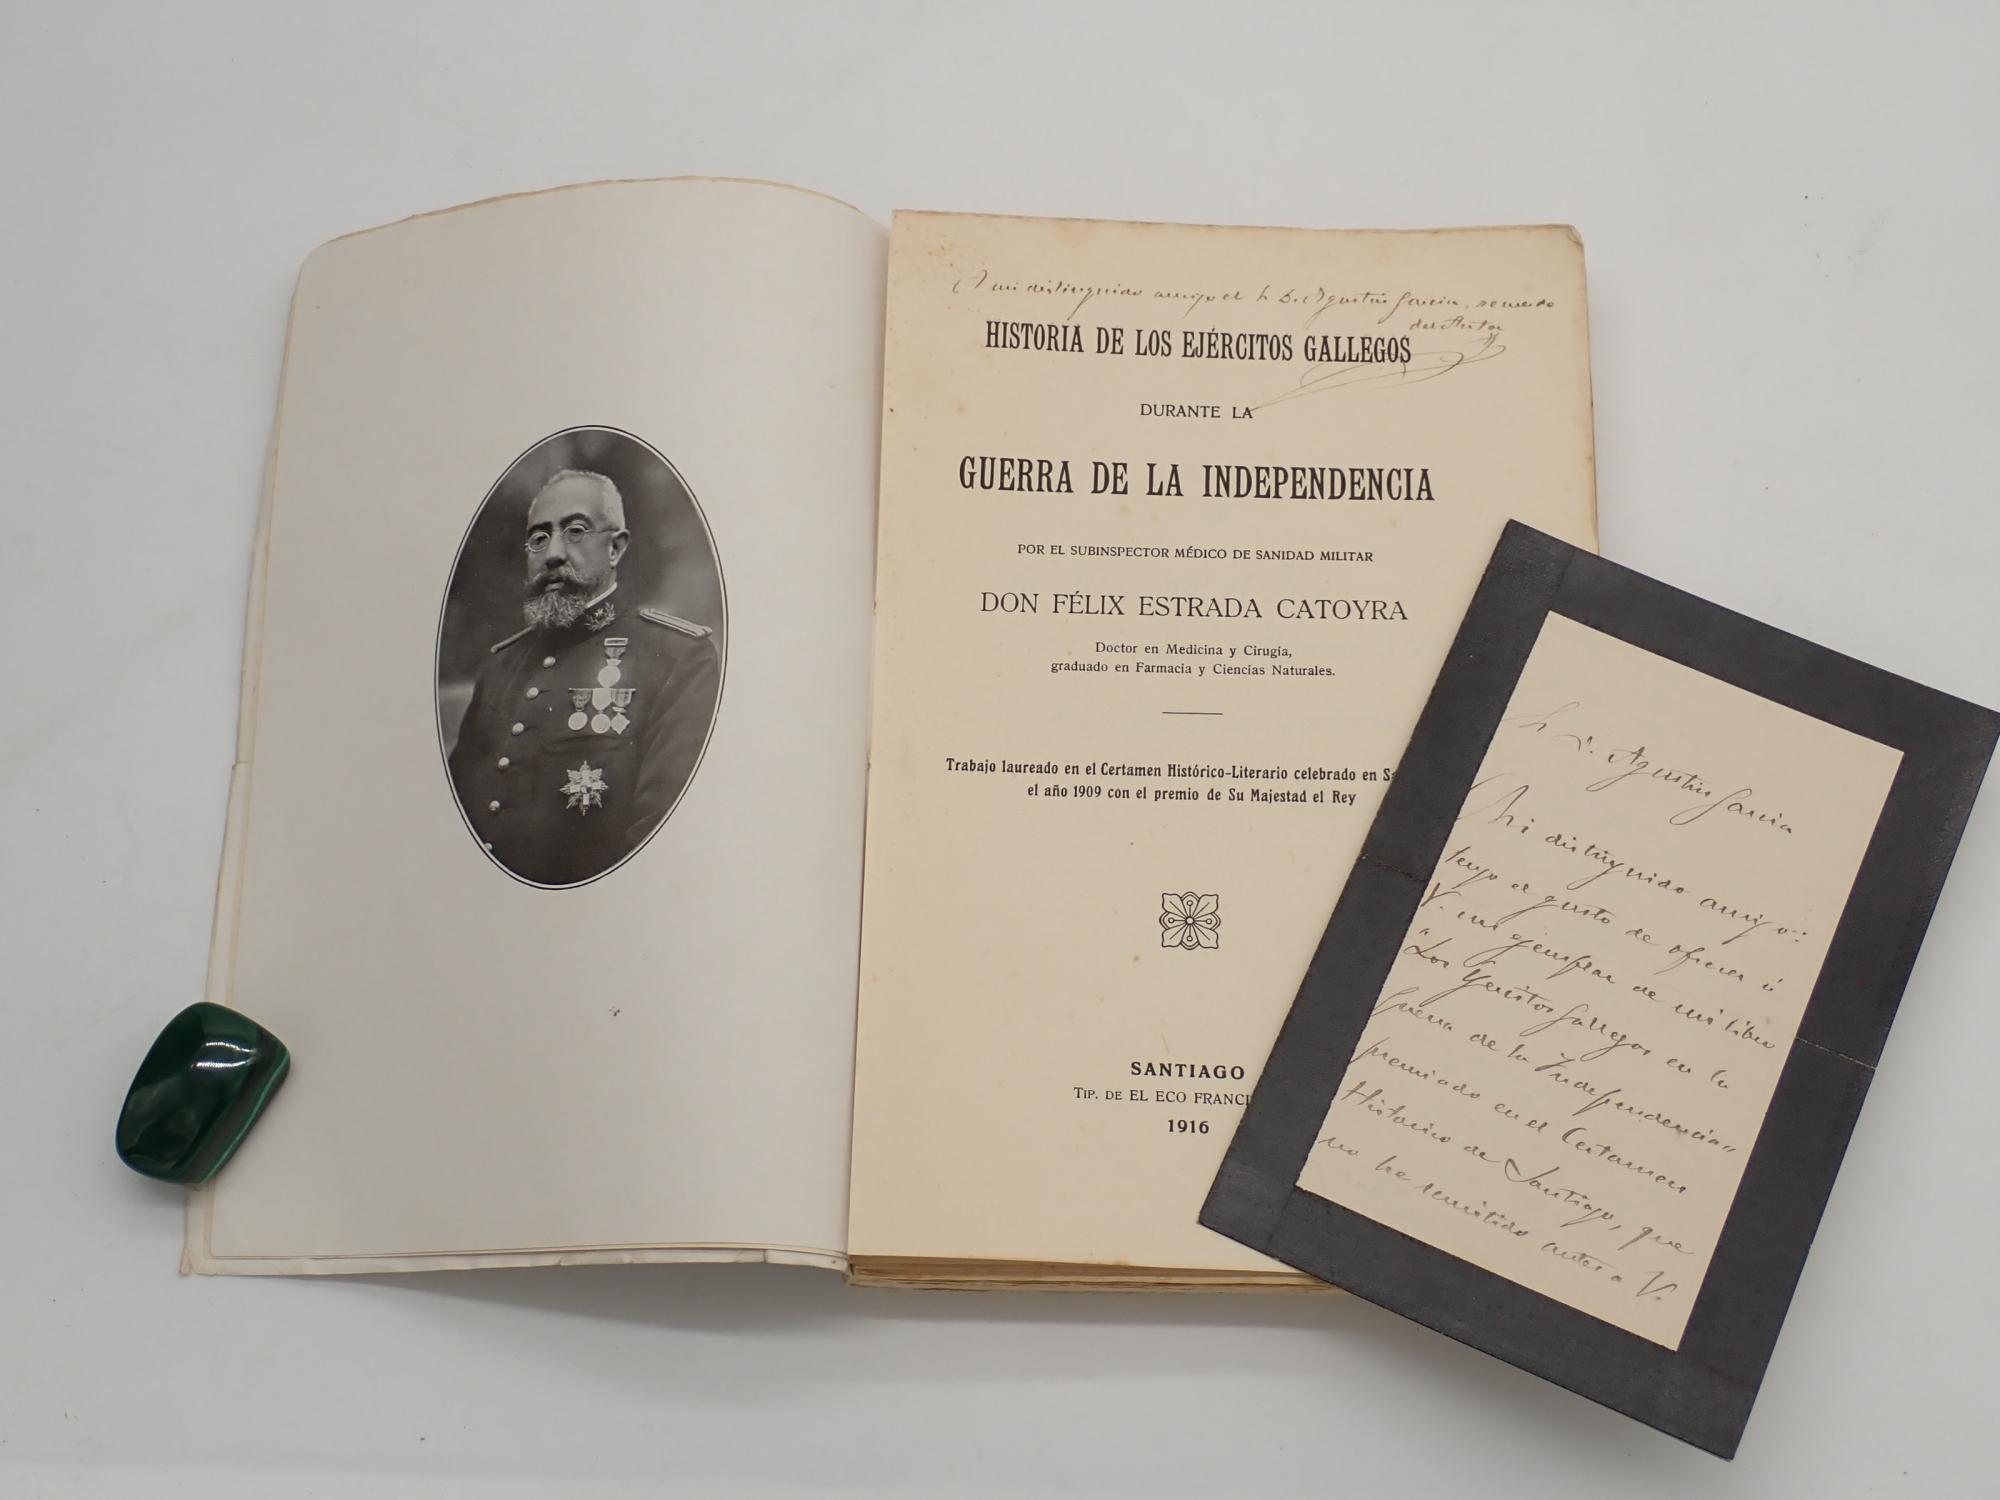 A mi distinguido amigo el Sr D. Agustín García, recuerdo
del Autor
HISTORIA DE LOS EJÉRCITOS GALLEGOS
DURANTE LA
GUERRA DE LA INDEPENDENCIA
POR EL SUBINSPECTOR MÉDICO DE SANIDAD MILITAR
DON FÉLIX ESTRADA CATOYRA
Doctor en Medicina y Cirugía,
graduado en Farmacia y Ciencias Naturales.
Trabajo laureado en el Certamen Histórico-Literario celebrado en
el año 1909 con el premio de Su Majestad el Rey
SANTIAGO
TIP. DE EL ECO FRANCI
1916
Sr D. Agustín García
Mi distinguido amigo:
tengo el gusto de ofrecer á
V. un ejemplar de mi libro
"Los Ejercitos Gallegos en la
Guerra de la Independencia"
premiado en el Certamen
Historico de Santiago, que
no he remitido antes a V.